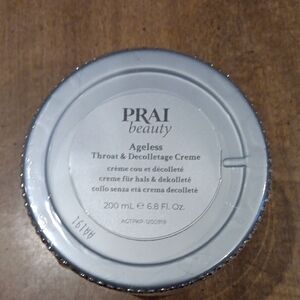 PRAI
beauty
Ageless
Throat & Decolletage Creme
crème cou et décolleté
creme für hals & dekolleté
collo senza età crema decolleté
200 mL e 6.8 Fl. Oz.